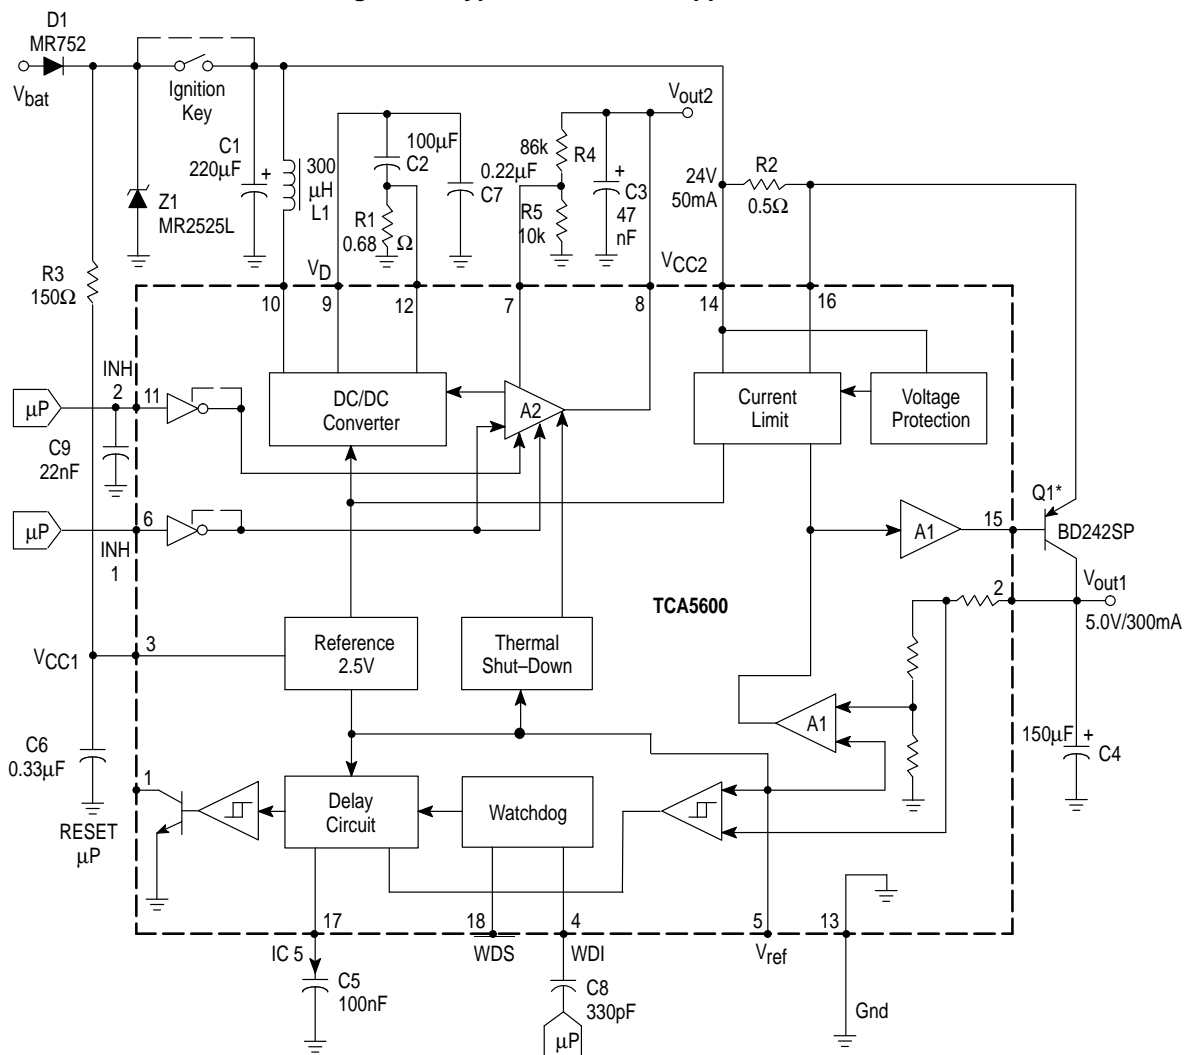 D1
MR752
Vbat
Ignition
Key
C1
220µF
+
Z1
MR2525L
300
µH
L1
100µF
C2
R1
0.68 Ω
0.22µF
C7
86k
R4
R5
10k
+
C3
47
nF
Vout2
24V
50mA
R2
0.5Ω
R3
150Ω
VD
VCC2
10
9
12
7
8
14
16
INH
2
µP
11
C9
22nF
DC/DC
Converter
A2
Current
Limit
Voltage
Protection
µP
6
INH
1
A1
15
Q1*
BD242SP
Vout1
2
5.0V/300mA
TCA5600
VCC1
3
Reference
2.5V
Thermal
Shut–Down
A1
C6
0.33µF
150µF
+
C4
1
RESET
µP
Delay
Circuit
Watchdog
17
18
4
5
13
IC 5
WDS
WDI
Vref
C5
100nF
C8
330pF
µP
Gnd